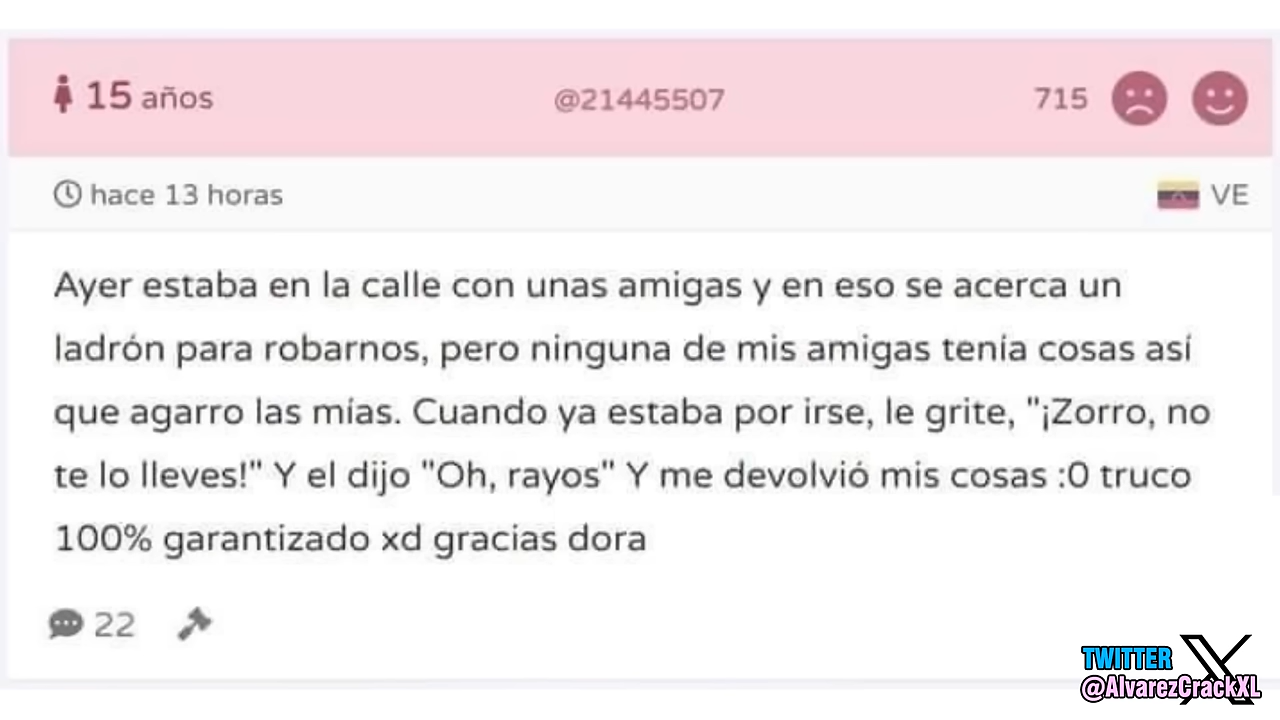 15 años @21445507 715
hace 13 horas VE
Ayer estaba en la calle con unas amigas y en eso se acerca un
ladrón para robarnos, pero ninguna de mis amigas tenía cosas así
que agarro las mías. Cuando ya estaba por irse, le grite, "¡Zorro, no
te lo lleves!" Y el dijo "Oh, rayos" Y me devolvió mis cosas :0 truco
100% garantizado xd gracias dora
22
TWITTER X
@AlvarezCrackXL